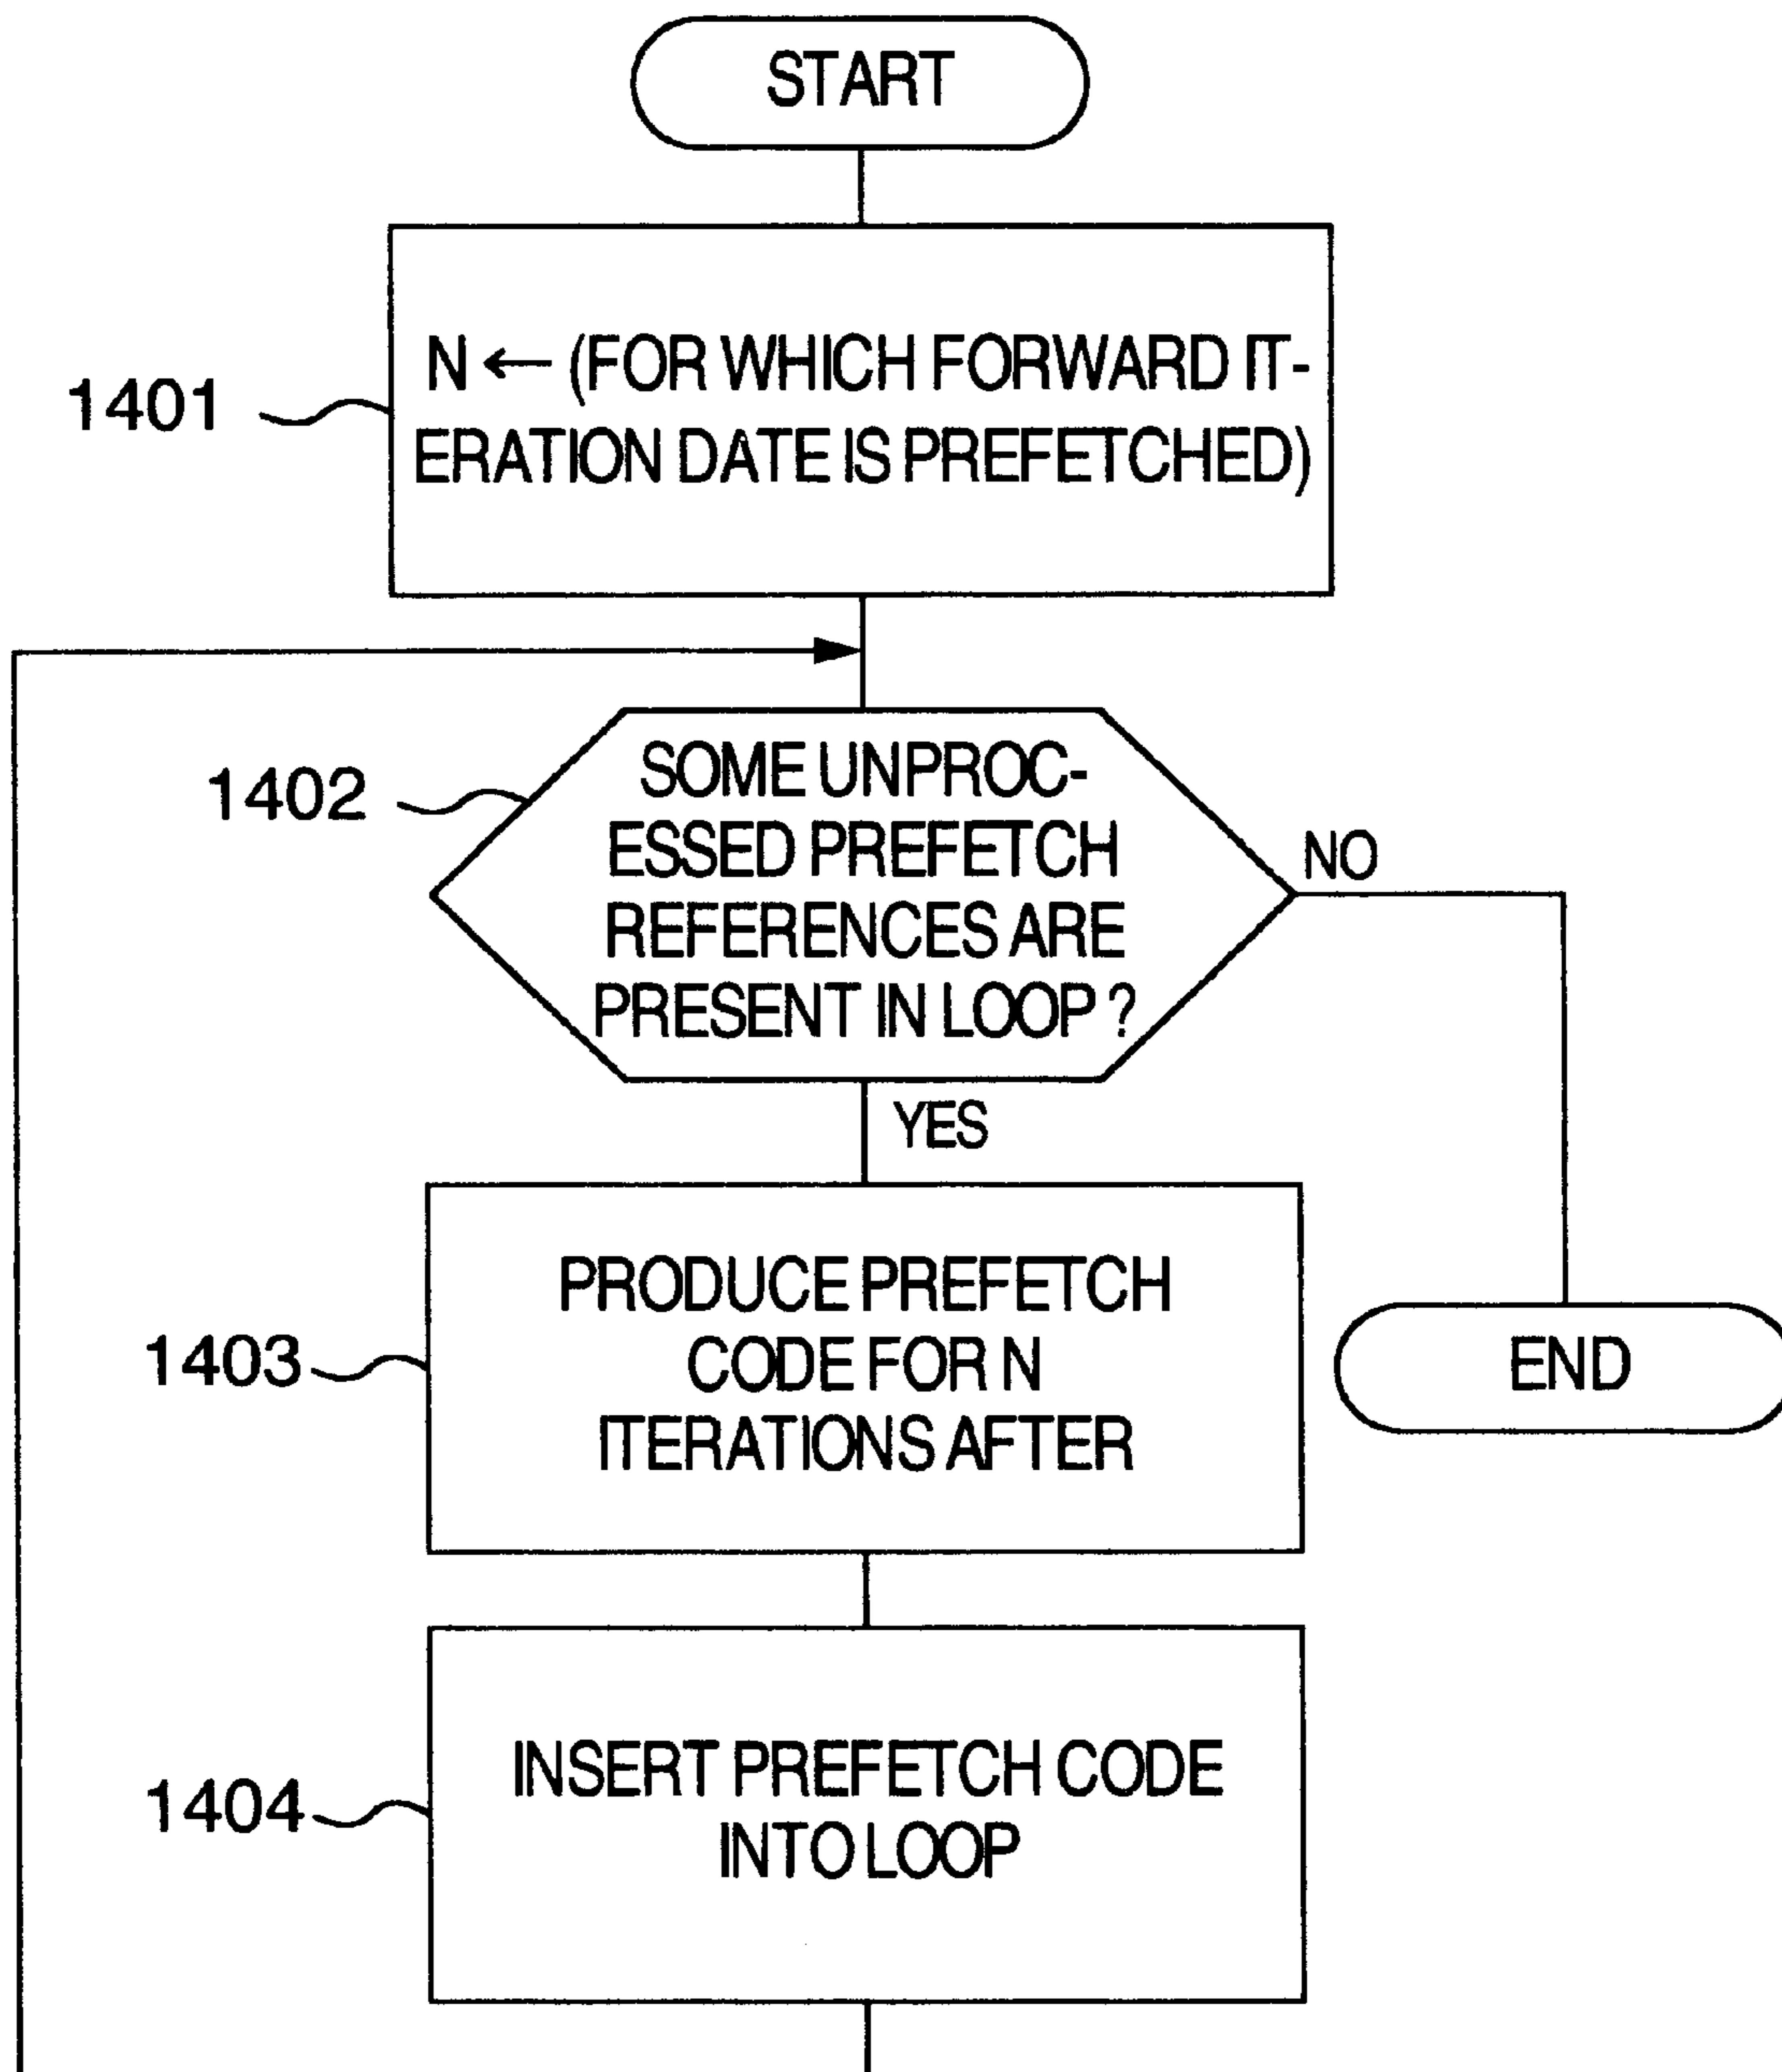 START
1401
N ← (FOR WHICH FORWARD IT-
ERATION DATE IS PREFETCHED)
1402
SOME UNPROC-
ESSED PREFETCH
REFERENCES ARE
PRESENT IN LOOP ?
NO
YES
1403
PRODUCE PREFETCH
CODE FOR N
ITERATIONS AFTER
END
1404
INSERT PREFETCH CODE
INTO LOOP